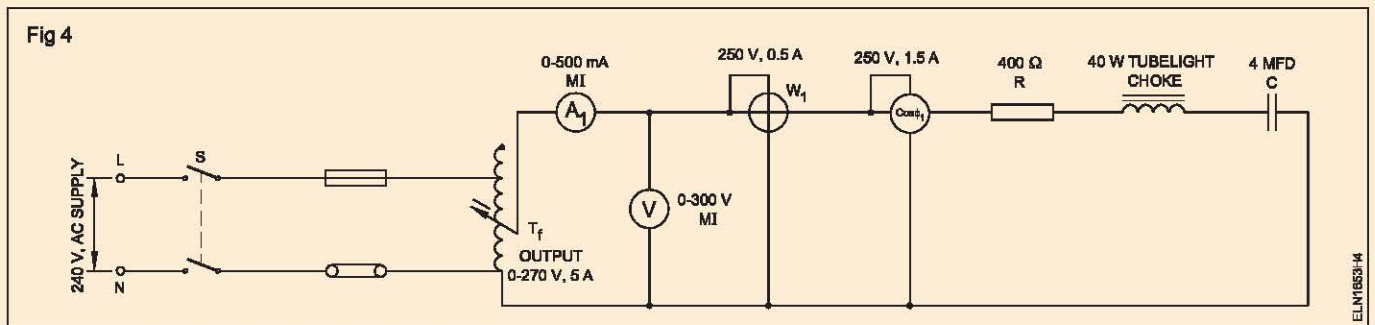 Fig 4
0-500 mA
MI
A1
250 V, 0.5 A
W1
250 V, 1.5 A
Cosϕ1
400 Ω
R
40 W TUBELIGHT
CHOKE
4 MFD
C
240 V, AC SUPPLY
L
S
N
Tf
OUTPUT
0-270 V, 5 A
V
0-300 V
MI
ELN1653H4